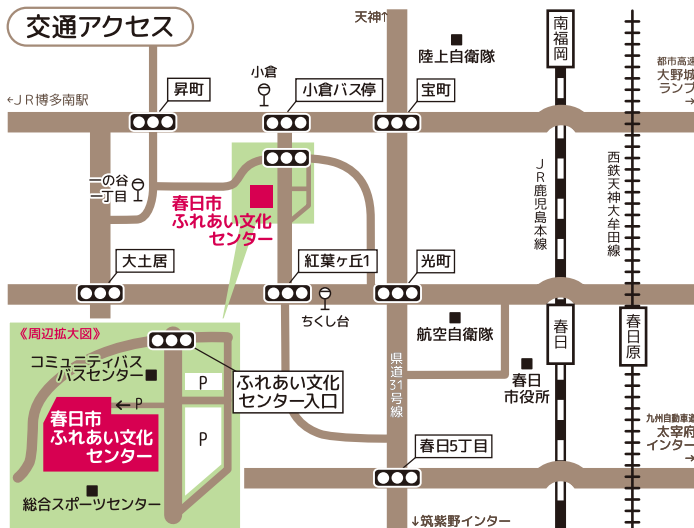 交通アクセス
天神↑
南福岡
陸上自衛隊
都市高速
大野城
ランプ
→
小倉
昇町
小倉バス停
宝町
←JR博多南駅
JR鹿児島本線
西鉄天神大牟田線
一の谷
一丁目
春日市
ふれあい文化
センター
大土居
紅葉ヶ丘1
光町
ちくし台
航空自衛隊
春日
春日原
《周辺拡大図》
コミュニティバス
バスセンター
P
ふれあい文化
センター入口
県道31号線
春日
市役所
←P
春日市
ふれあい文化
センター
P
九州自動車道
太宰府
インター
→
春日5丁目
総合スポーツセンター
↓筑紫野インター